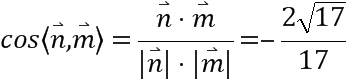 cos⟨n⃗,m⃗⟩ = (n⃗ · m⃗)/(|n⃗| · |m⃗|) = −(2√17)/17